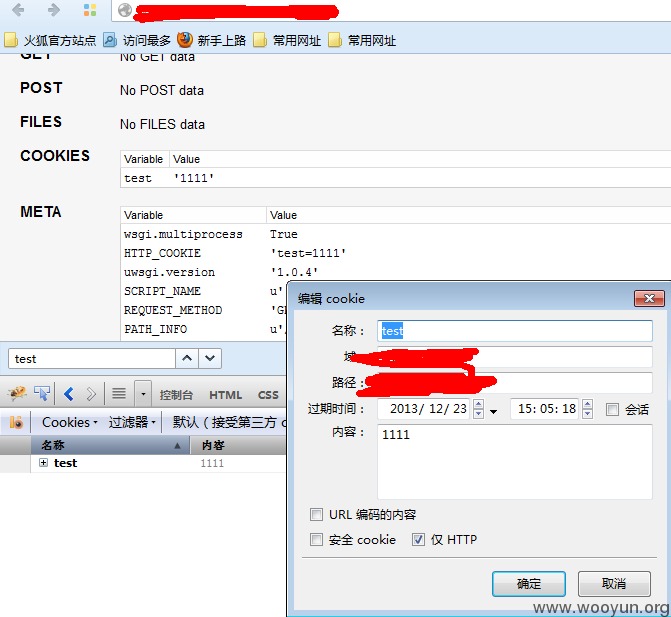 火狐官方站点 访问最多 新手上路 常用网址 常用网址
GET No GET data
POST No POST data
FILES No FILES data
COOKIES Variable Value
test '1111'
META Variable Value
wsgi.multiprocess True
HTTP_COOKIE 'test=1111'
uwsgi.version '1.0.4'
SCRIPT_NAME u'
REQUEST_METHOD 'GE
PATH_INFO u'
test
控制台 HTML CSS
Cookies 过滤器 默认（接受第三方 c
名称 内容
test 1111
编辑 cookie
名称： test
域
路径：
过期时间： 2013/ 12/ 23 15: 05: 18 会话
内容： 1111
URL 编码的内容
安全 cookie 仅 HTTP
确定 取消
www.wooyun.org